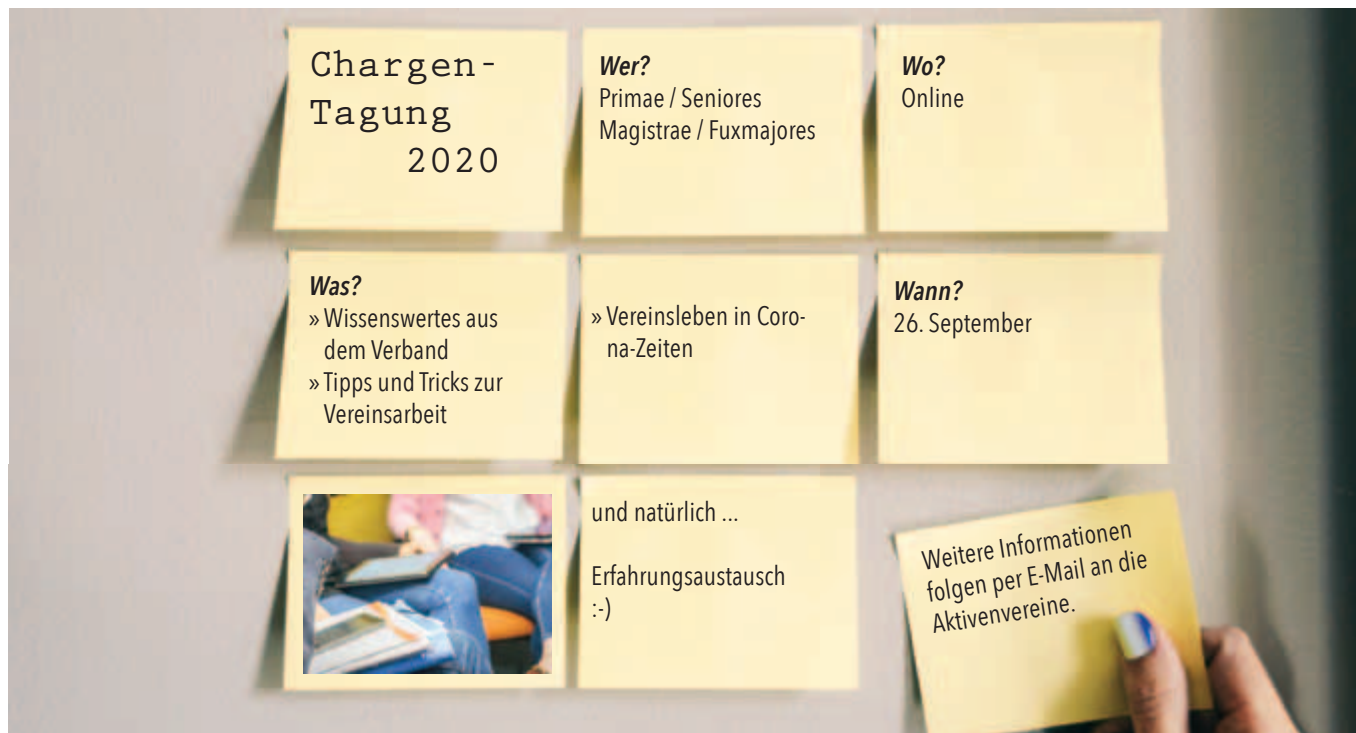 Chargen-
Tagung
2020
Wer?
Primae / Seniores
Magistrae / Fuxmajores
Wo?
Online
Was?
» Wissenswertes aus
dem Verband
» Tipps und Tricks zur
Vereinsarbeit
» Vereinsleben in Coro-
na-Zeiten
Wann?
26. September
und natürlich ...
Erfahrungsaustausch
:-)
Weitere Informationen
folgen per E-Mail an die
Aktivenvereine.